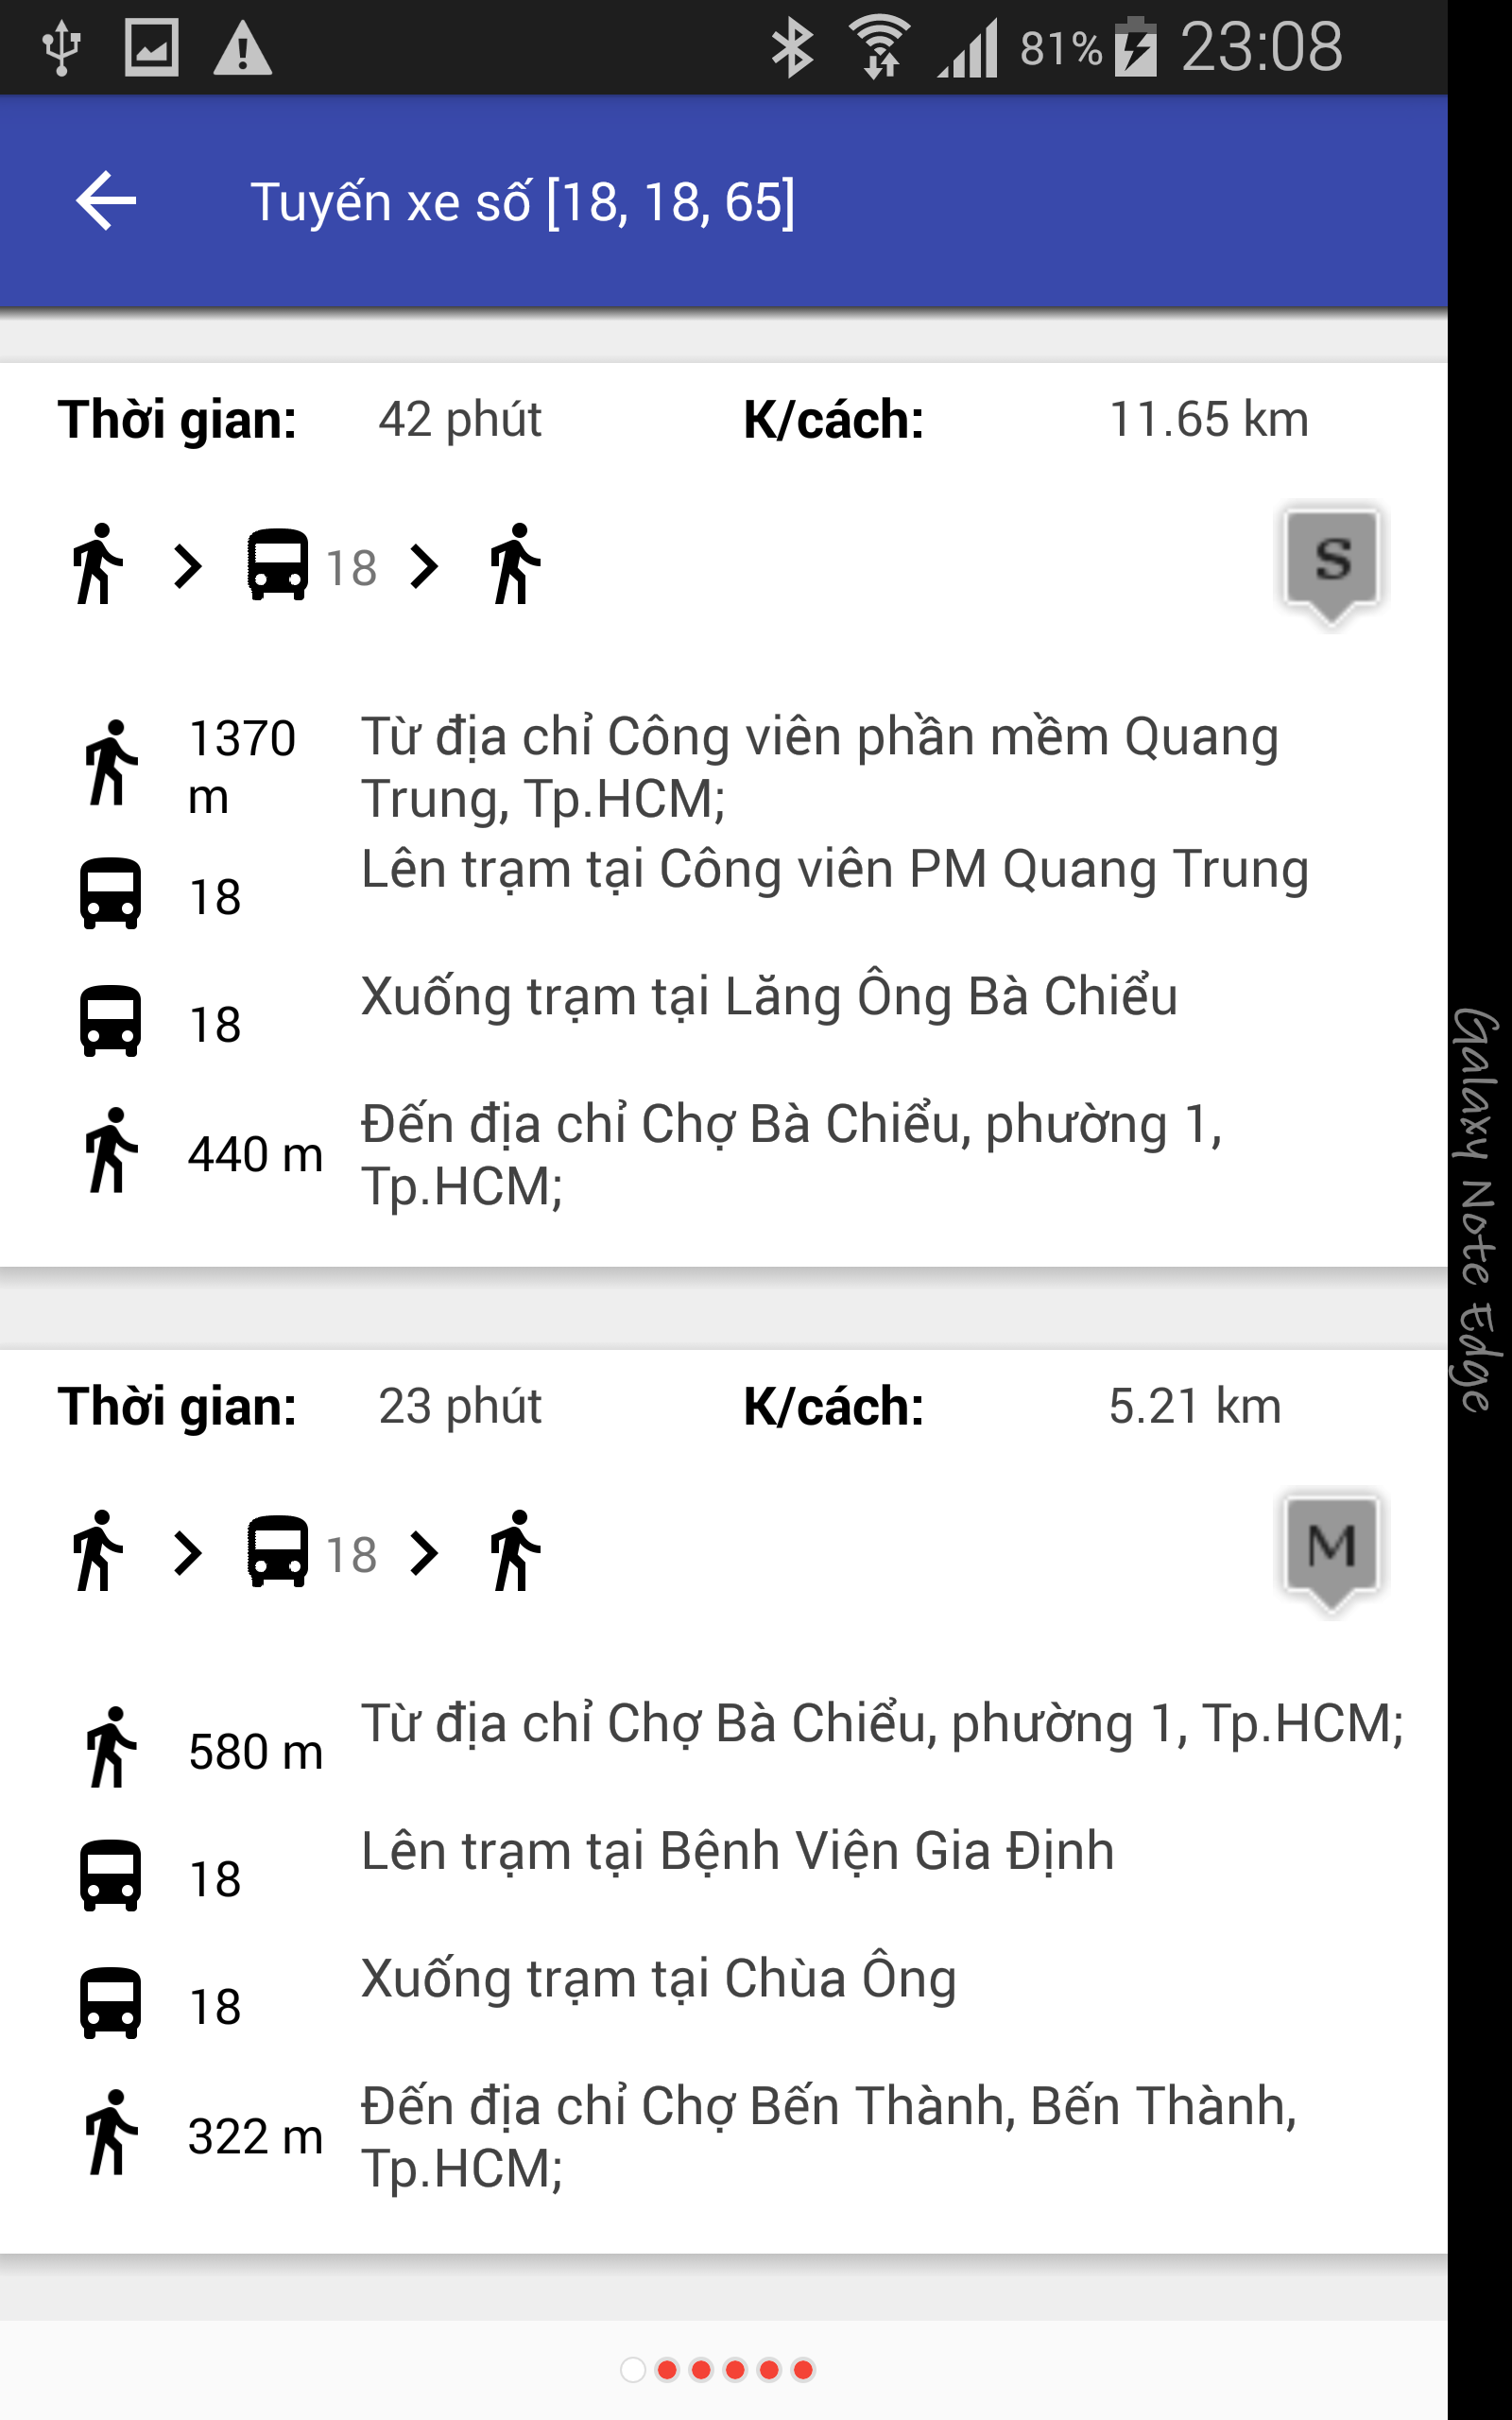 81% 23:08
Tuyến xe số [18, 18, 65]
Thời gian: 42 phút K/cách: 11.65 km
18
S
1370 m
Từ địa chỉ Công viên phần mềm Quang
Trung, Tp.HCM;
18 Lên trạm tại Công viên PM Quang Trung
18 Xuống trạm tại Lăng Ông Bà Chiểu
440 m Đến địa chỉ Chợ Bà Chiểu, phường 1,
Tp.HCM;
Thời gian: 23 phút K/cách: 5.21 km
18
M
580 m Từ địa chỉ Chợ Bà Chiểu, phường 1, Tp.HCM;
18 Lên trạm tại Bệnh Viện Gia Định
18 Xuống trạm tại Chùa Ông
322 m Đến địa chỉ Chợ Bến Thành, Bến Thành,
Tp.HCM;
Galaxy Note Edge